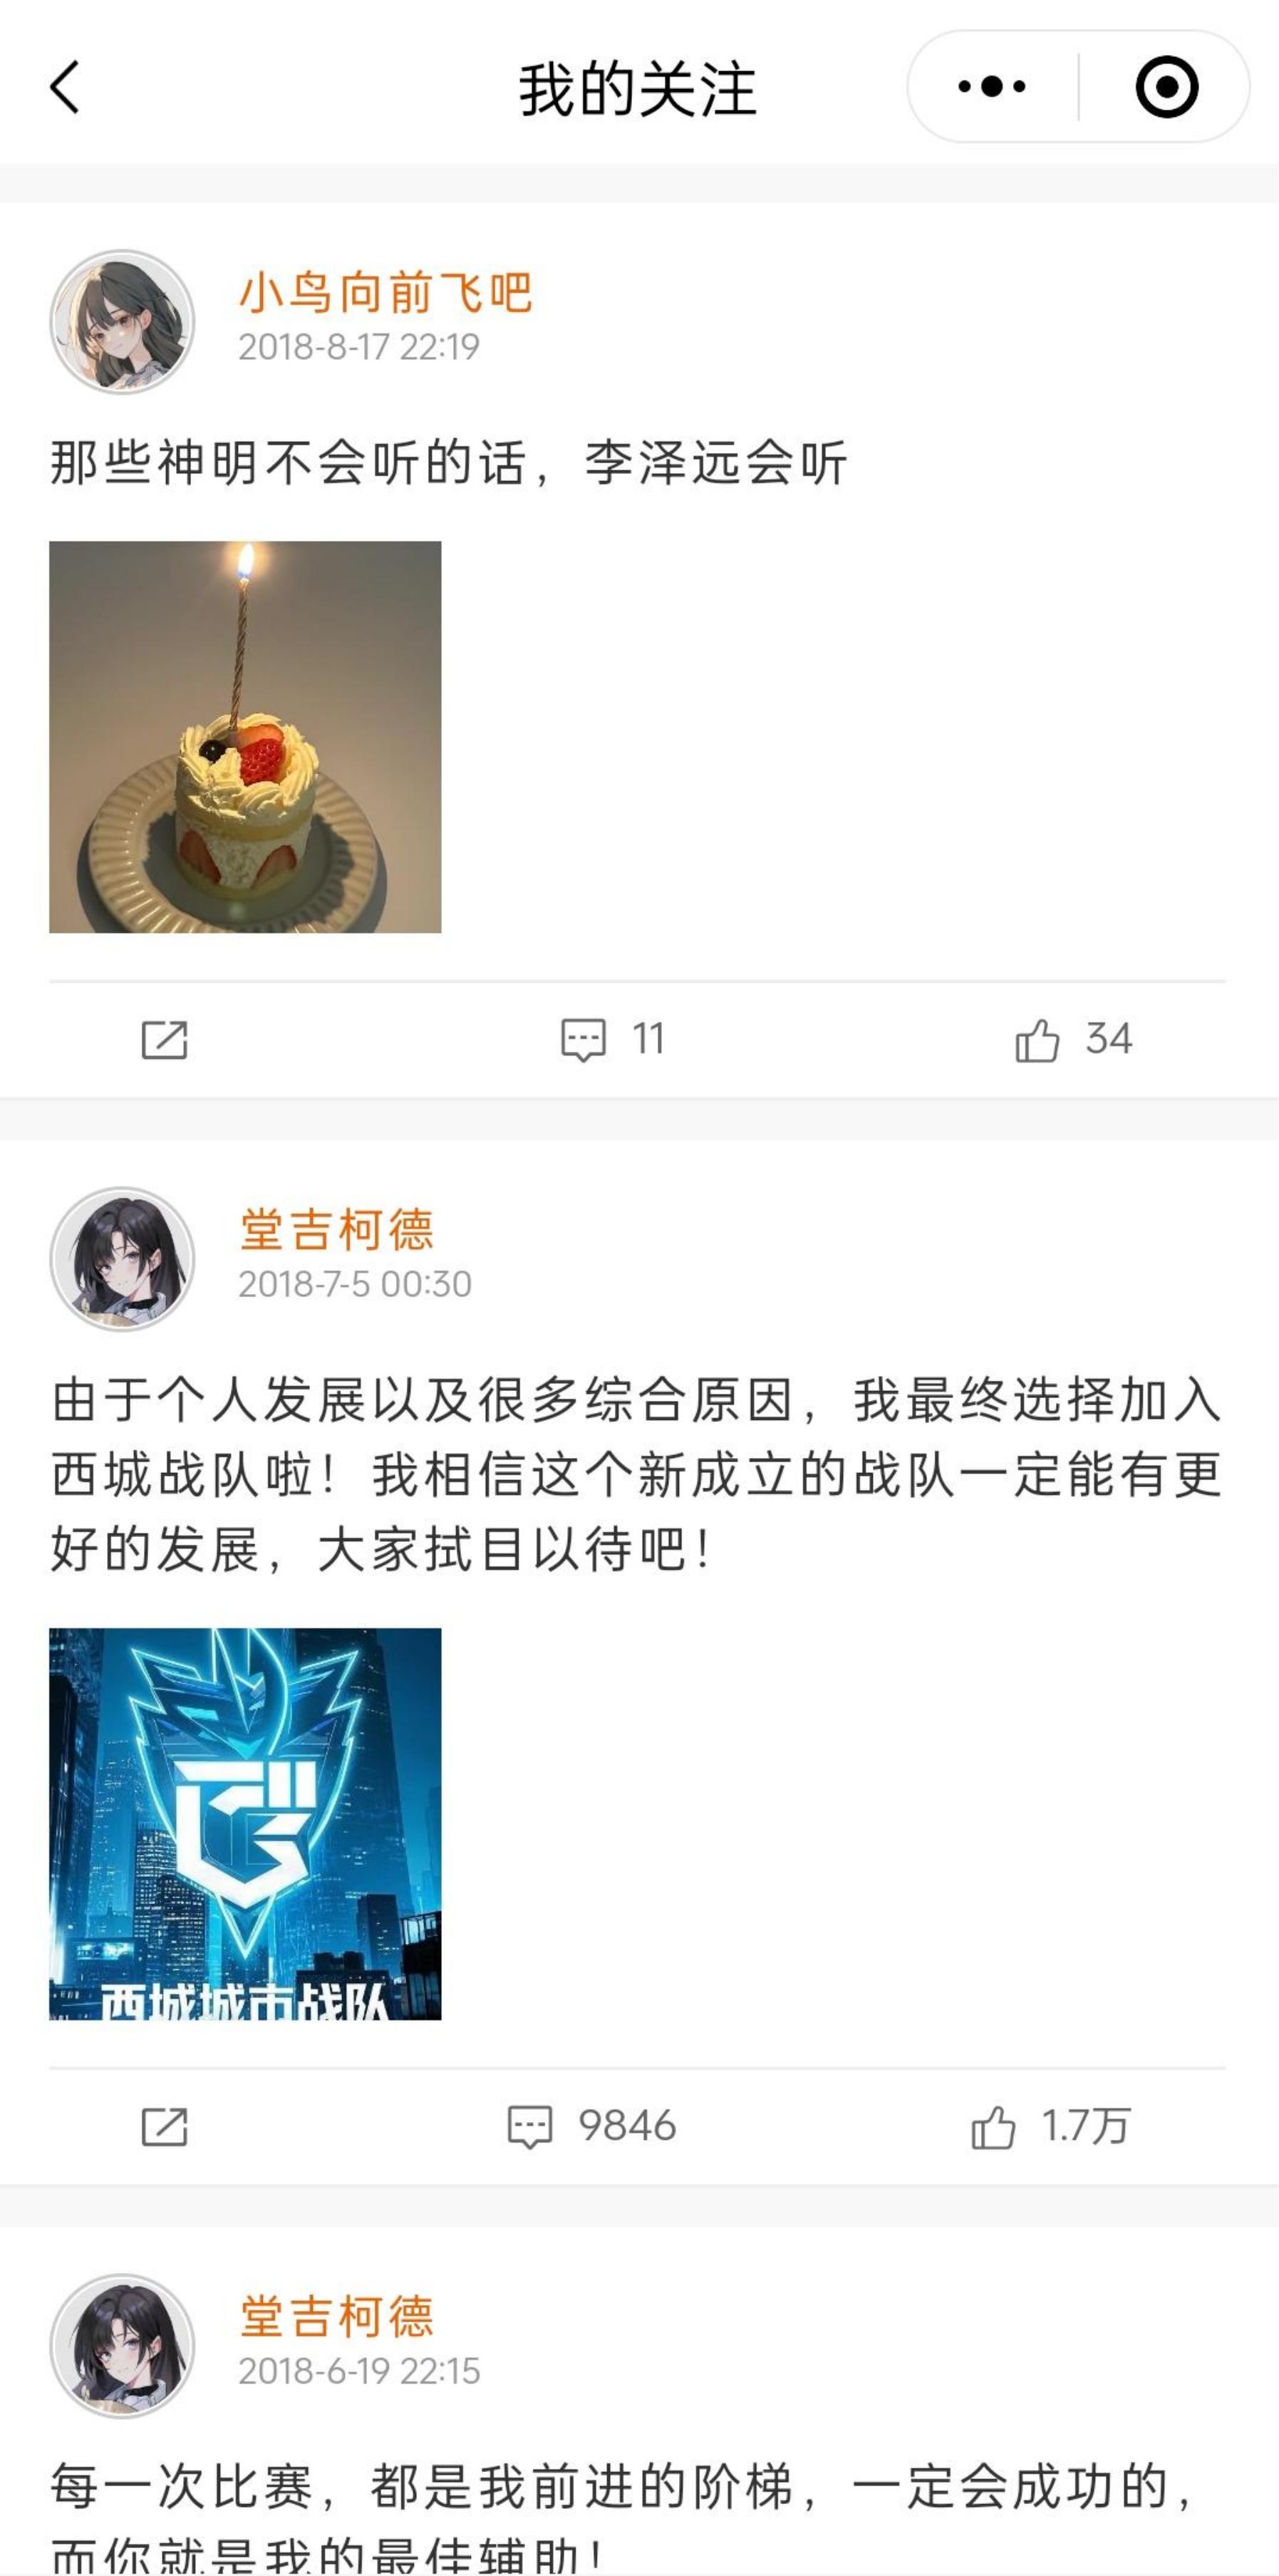 我的关注
小鸟向前飞吧
2018-8-17 22:19
那些神明不会听的话，李泽远会听
11
34
堂吉柯德
2018-7-5 00:30
由于个人发展以及很多综合原因，我最终选择加入
西城战队啦！我相信这个新成立的战队一定能有更
好的发展，大家拭目以待吧！
西城城市战队
9846
1.7万
堂吉柯德
2018-6-19 22:15
每一次比赛，都是我前进的阶梯，一定会成功的，
而你就是我的最佳辅助！